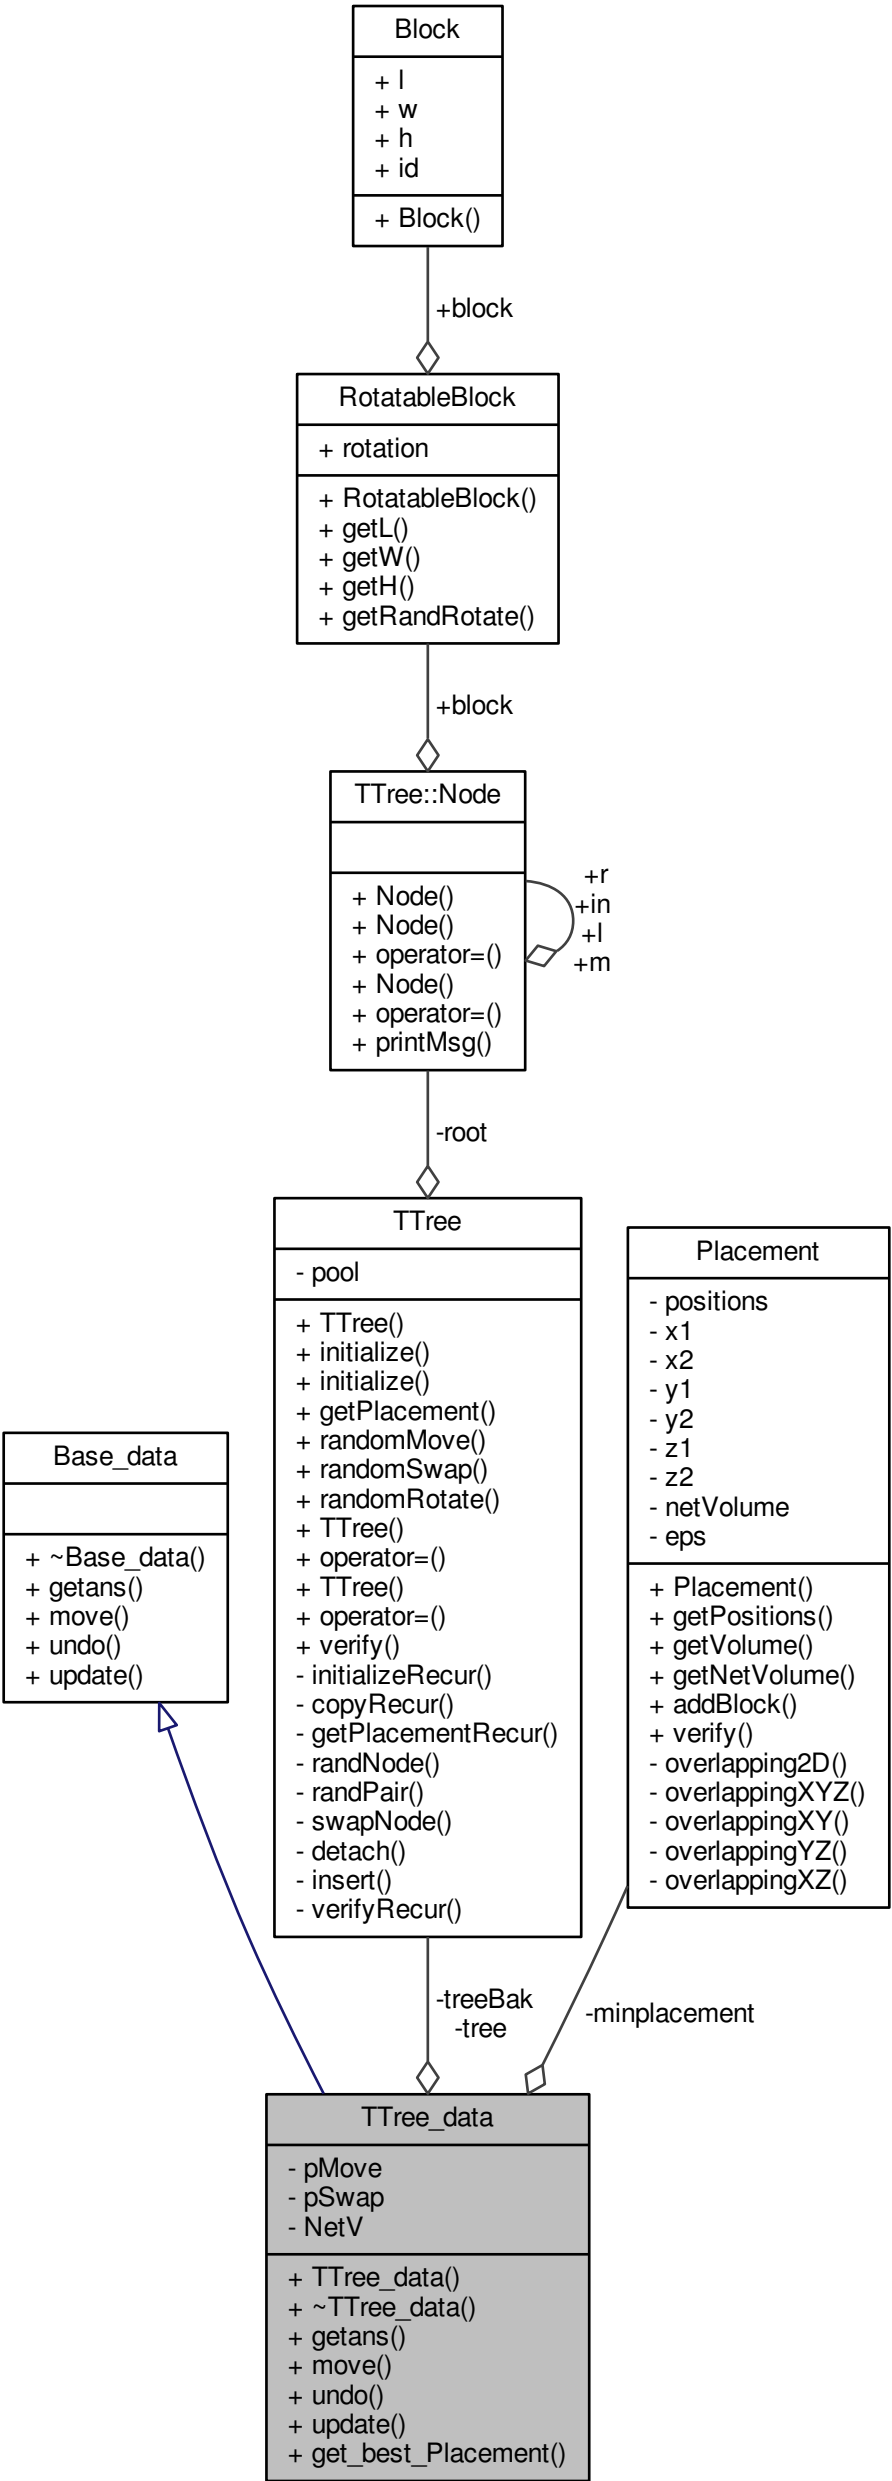 Block
+ l
+ w
+ h
+ id
+ Block()
+block
RotatableBlock
+ rotation
+ RotatableBlock()
+ getL()
+ getW()
+ getH()
+ getRandRotate()
+block
TTree::Node
+ Node()
+ Node()
+ operator=()
+ Node()
+ operator=()
+ printMsg()
+r
+in
+l
+m
-root
TTree
- pool
+ TTree()
+ initialize()
+ initialize()
+ getPlacement()
+ randomMove()
+ randomSwap()
+ randomRotate()
+ TTree()
+ operator=()
+ TTree()
+ operator=()
+ verify()
- initializeRecur()
- copyRecur()
- getPlacementRecur()
- randNode()
- randPair()
- swapNode()
- detach()
- insert()
- verifyRecur()
Placement
- positions
- x1
- x2
- y1
- y2
- z1
- z2
- netVolume
- eps
+ Placement()
+ getPositions()
+ getVolume()
+ getNetVolume()
+ addBlock()
+ verify()
- overlapping2D()
- overlappingXYZ()
- overlappingXY()
- overlappingYZ()
- overlappingXZ()
Base_data
+ ~Base_data()
+ getans()
+ move()
+ undo()
+ update()
-treeBak
-tree
-minplacement
TTree_data
- pMove
- pSwap
- NetV
+ TTree_data()
+ ~TTree_data()
+ getans()
+ move()
+ undo()
+ update()
+ get_best_Placement()